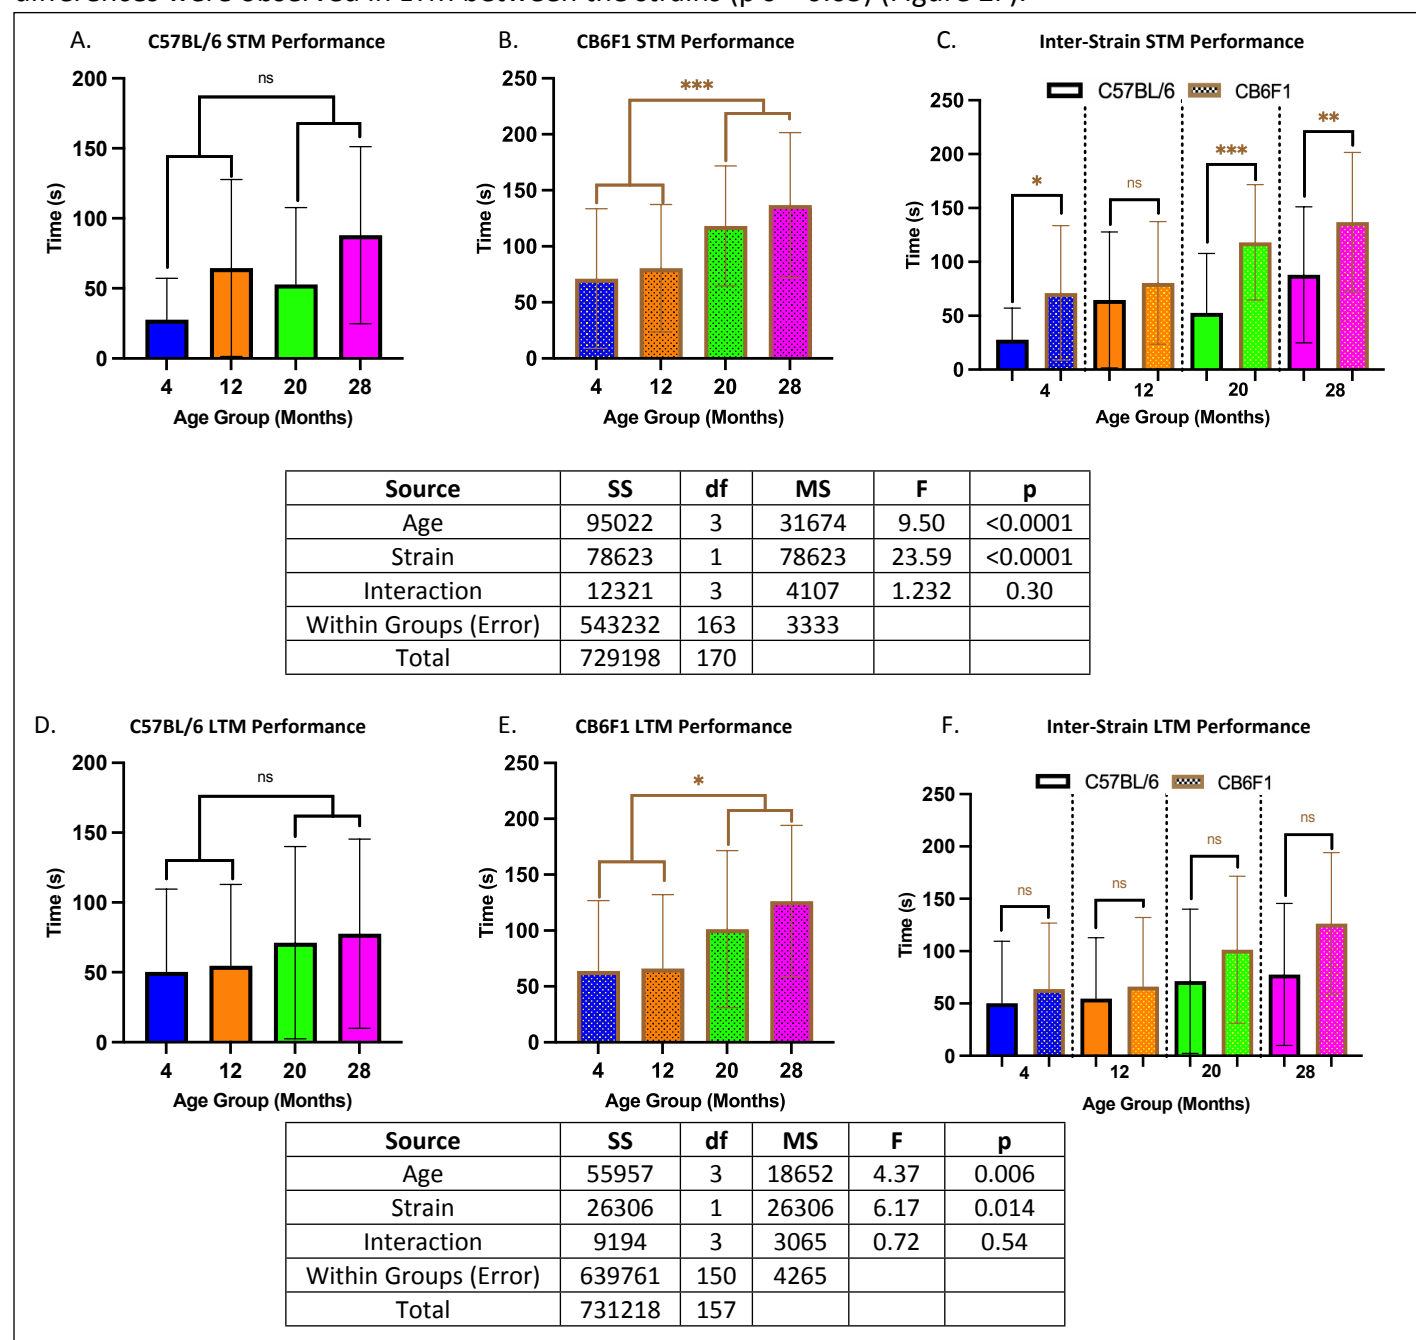 differences were observed in LTM between the strains
A. C57BL/6 STM Performance
200
150
100
50
0
Time (s)
ns
4 12 20 28
Age Group (Months)
B. CB6F1 STM Performance
250
200
150
100
50
0
Time (s)
***
4 12 20 28
Age Group (Months)
C. Inter-Strain STM Performance
C57BL/6 CB6F1
250
200
150
100
50
0
Time (s)
* ns *** **
4 12 20 28
Age Group (Months)
Source SS df MS F p
Age 95022 3 31674 9.50 <0.0001
Strain 78623 1 78623 23.59 <0.0001
Interaction 12321 3 4107 1.232 0.30
Within Groups (Error) 543232 163 3333
Total 729198 170
D. C57BL/6 LTM Performance
200
150
100
50
0
Time (s)
ns
4 12 20 28
Age Group (Months)
E. CB6F1 LTM Performance
250
200
150
100
50
0
Time (s)
*
4 12 20 28
Age Group (Months)
F. Inter-Strain LTM Performance
C57BL/6 CB6F1
250
200
150
100
50
0
Time (s)
ns ns ns ns
4 12 20 28
Age Group (Months)
Source SS df MS F p
Age 55957 3 18652 4.37 0.006
Strain 26306 1 26306 6.17 0.014
Interaction 9194 3 3065 0.72 0.54
Within Groups (Error) 639761 150 4265
Total 731218 157